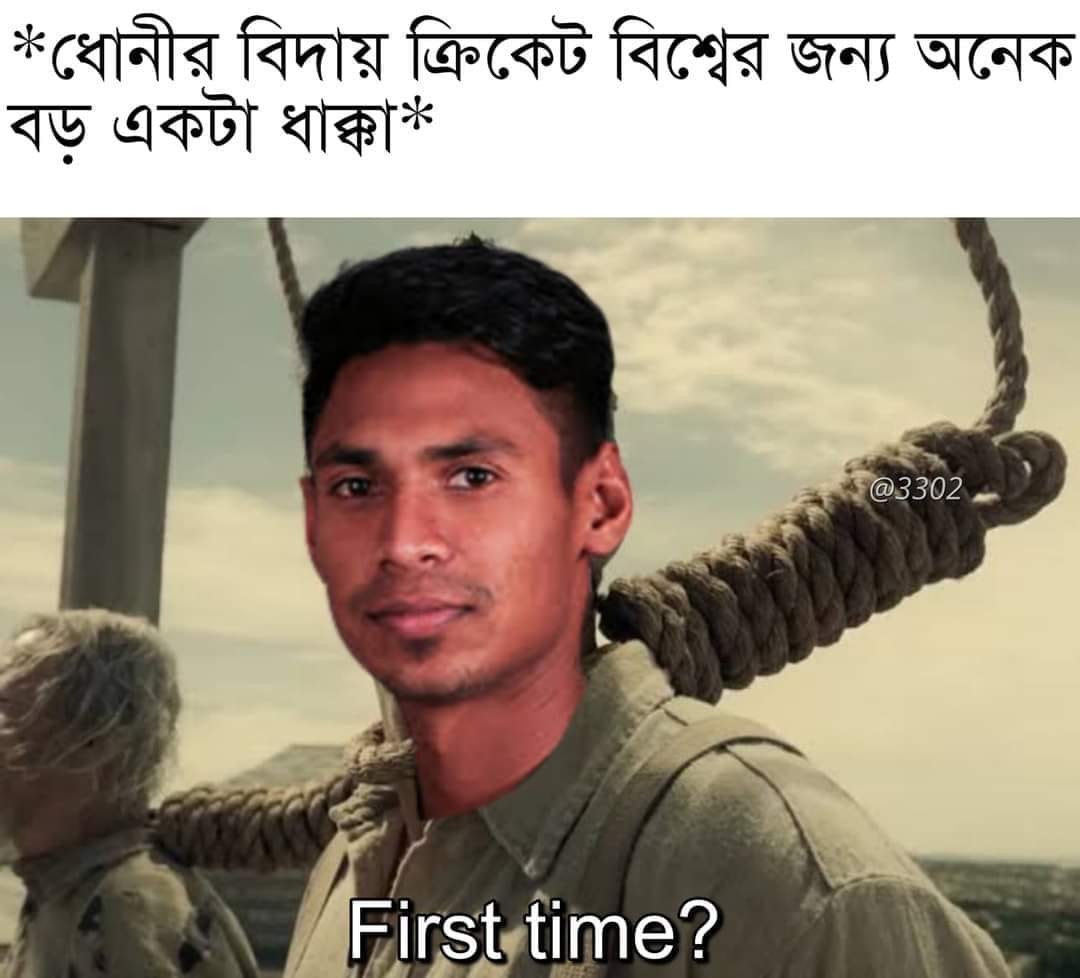 *ধোনীর বিদায় ক্রিকেট বিশ্বের জন্য অনেক
বড় একটা ধাক্কা*
@3302
First time?